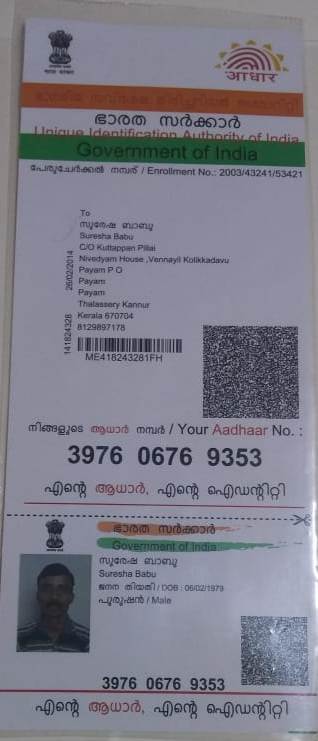 आधार
ഭാരത സർക്കാർ
Unique Identification Authority of India
Government of India
പേരുചേർക്കൽ നമ്പര് / Enrollment No.: 2003/43241/53421
To
സുരേഷ ബാബു
Suresha Babu
C/O Kuttappan Pillai
Nivedyam House ,Vennayil Kolikkadavu
Payam P O
Payam
Payam
Thalassery Kannur
Kerala 670704
8129897178
141824328 26/02/2014
ME418243281FH
നിങ്ങളുടെ ആധാർ നമ്പർ / Your Aadhaar No. :
3976 0676 9353
എന്റെ ആധാർ, എന്റെ ഐഡന്റിറ്റി
ഭാരത സർക്കാർ
Government of India
സുരേഷ ബാബു
Suresha Babu
ജനന തിയതി / DOB : 06/02/1979
പുരുഷൻ / Male
3976 0676 9353
എന്റെ ആധാർ, എന്റെ ഐഡന്റിറ്റി